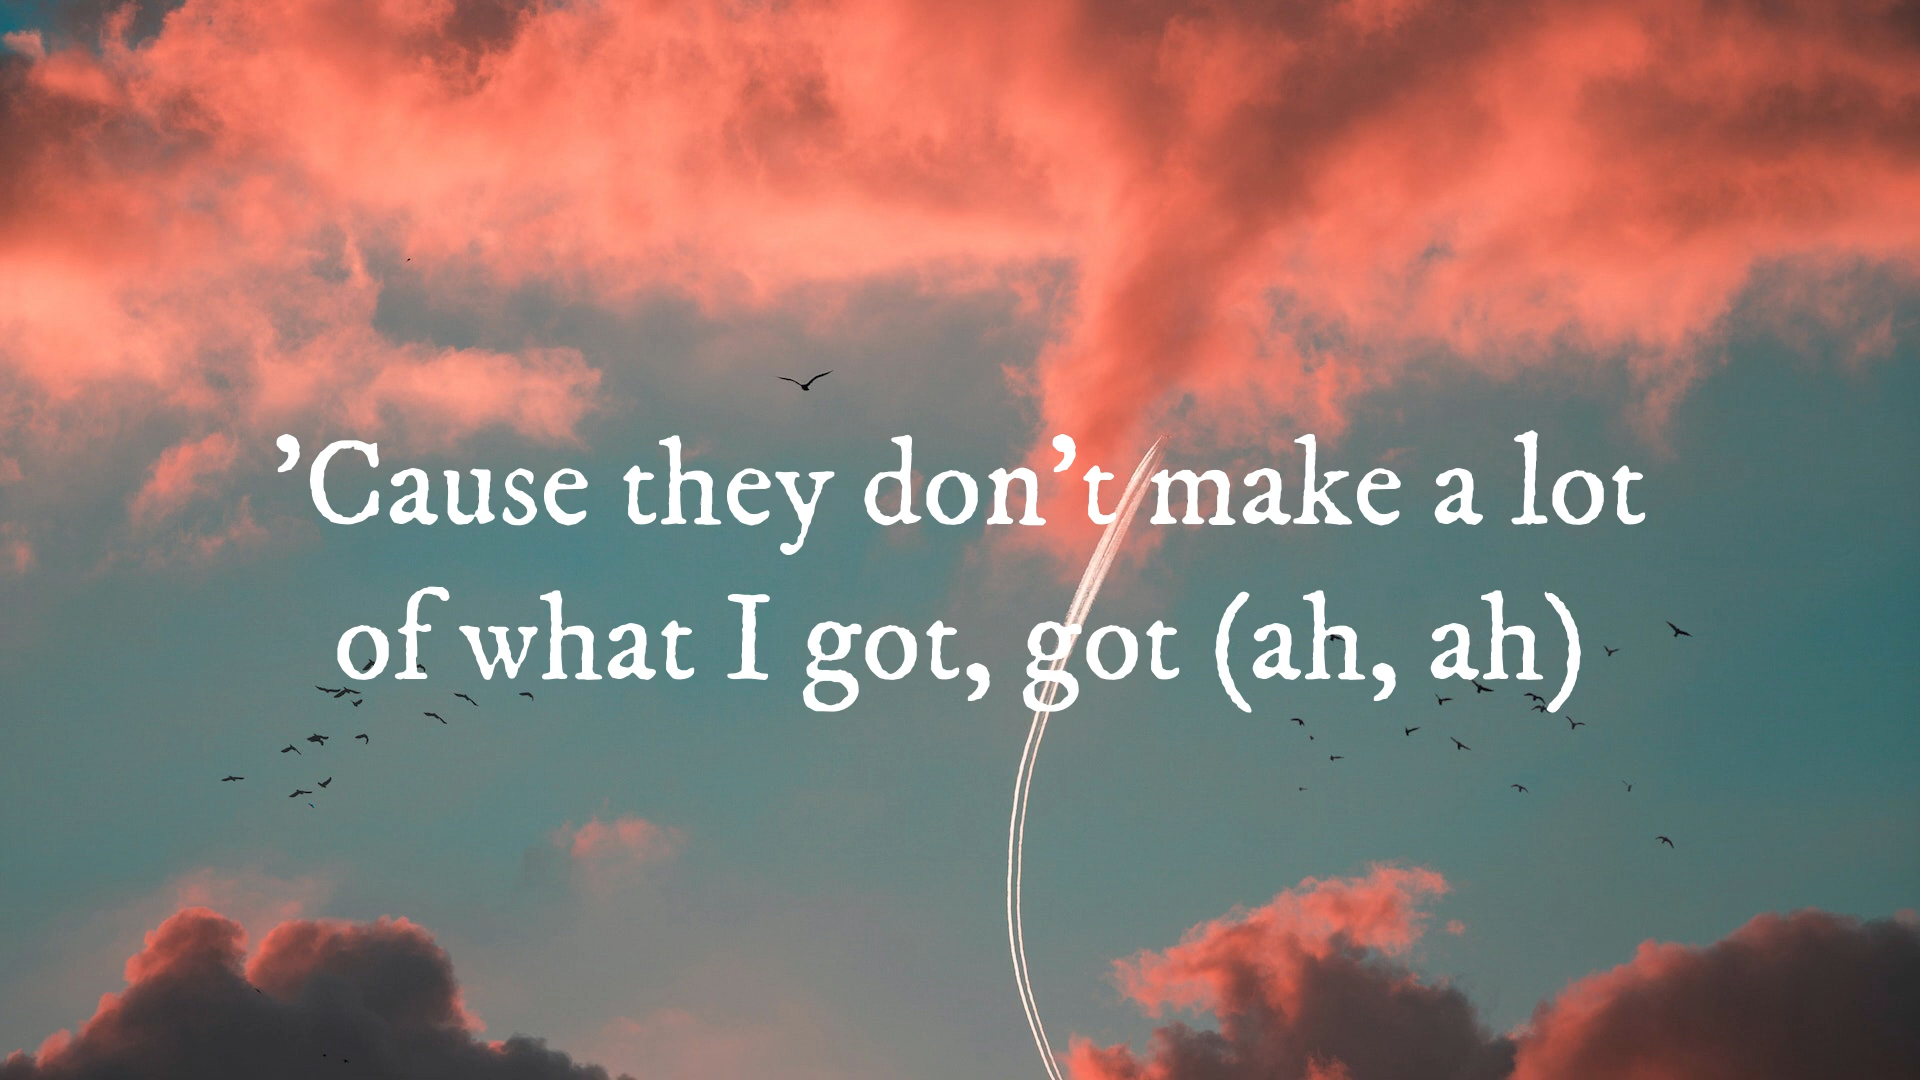 ’Cause they don’t make a lot
of what I got, got (ah, ah)